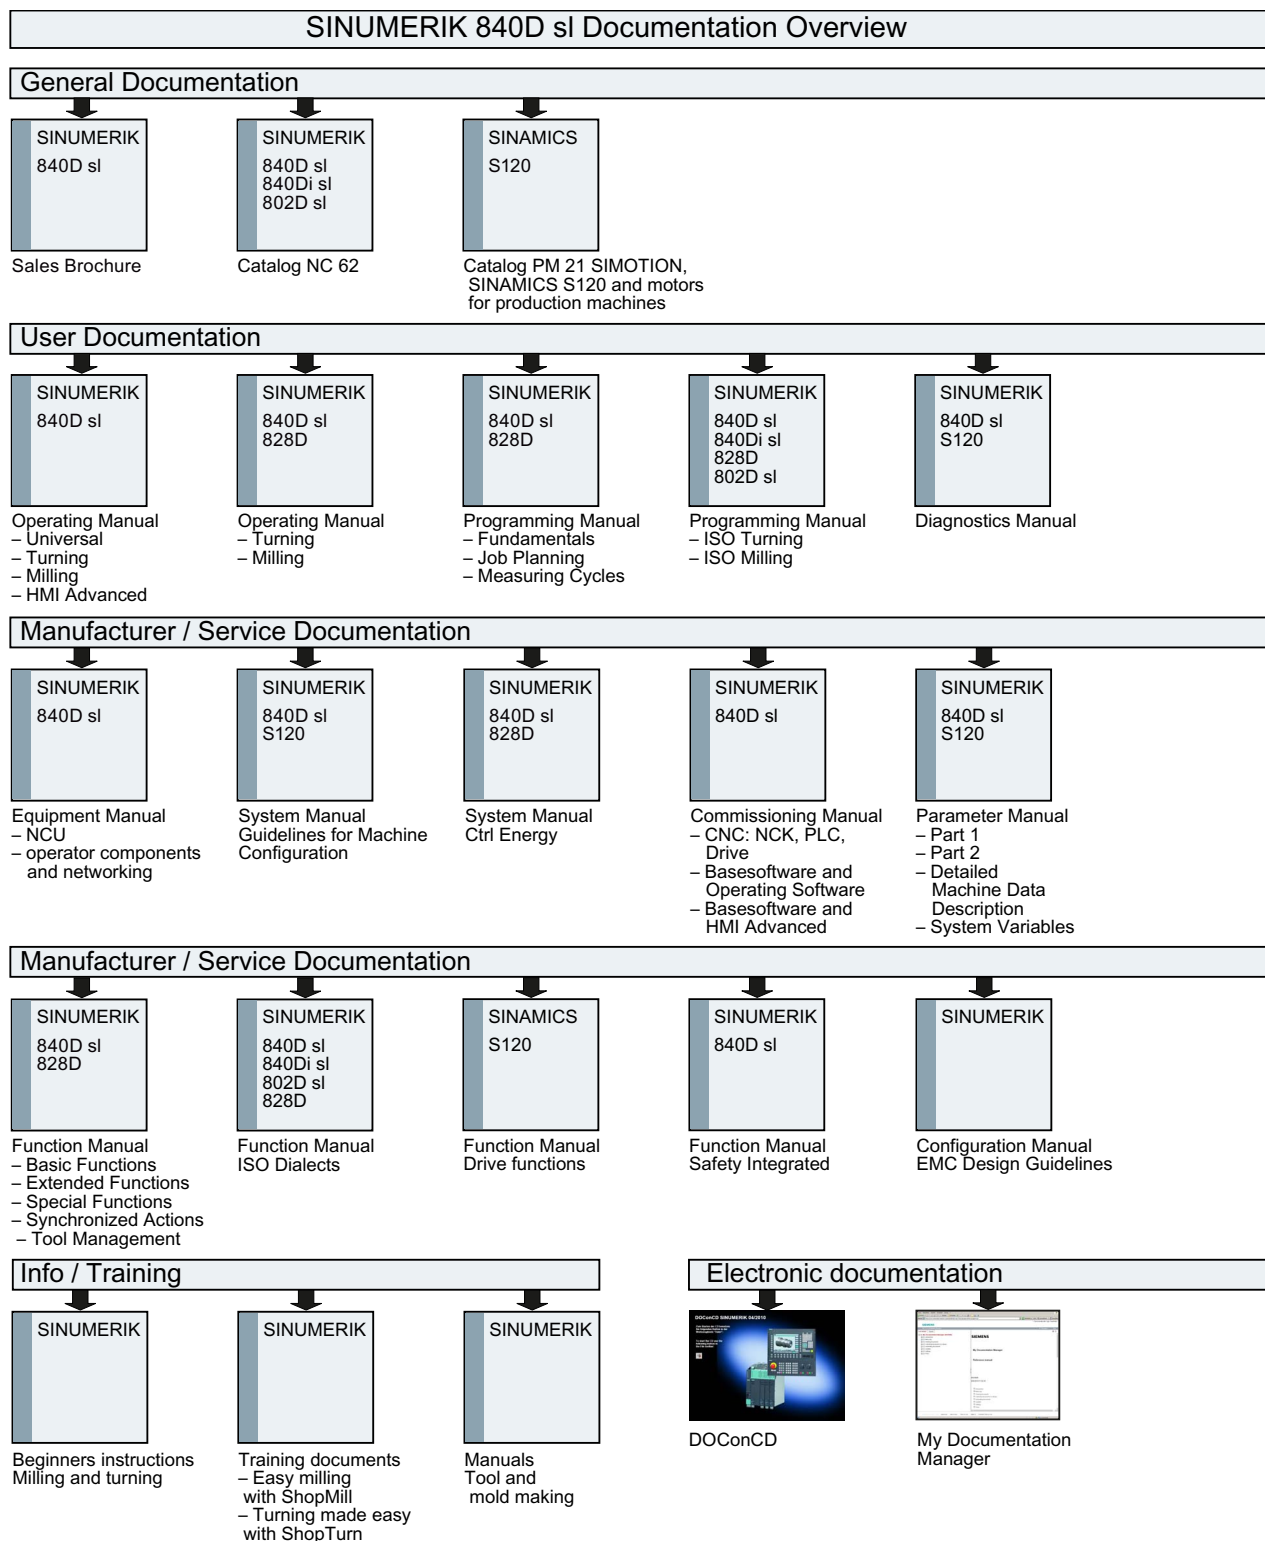 SINUMERIK 840D sl Documentation Overview
General Documentation
SINUMERIK
840D sl
Sales Brochure
SINUMERIK
840D sl
840Di sl
802D sl
Catalog NC 62
SINAMICS
S120
Catalog PM 21 SIMOTION,
SINAMICS S120 and motors
for production machines
User Documentation
SINUMERIK
840D sl
Operating Manual
– Universal
– Turning
– Milling
– HMI Advanced
SINUMERIK
840D sl
828D
Operating Manual
– Turning
– Milling
SINUMERIK
840D sl
828D
Programming Manual
– Fundamentals
– Job Planning
– Measuring Cycles
SINUMERIK
840D sl
840Di sl
828D
802D sl
Programming Manual
– ISO Turning
– ISO Milling
SINUMERIK
840D sl
S120
Diagnostics Manual
Manufacturer / Service Documentation
SINUMERIK
840D sl
Equipment Manual
– NCU
– operator components
and networking
SINUMERIK
840D sl
S120
System Manual
Guidelines for Machine
Configuration
SINUMERIK
840D sl
828D
System Manual
Ctrl Energy
SINUMERIK
840D sl
Commissioning Manual
– CNC: NCK, PLC,
Drive
– Basesoftware and
Operating Software
– Basesoftware and
HMI Advanced
SINUMERIK
840D sl
S120
Parameter Manual
– Part 1
– Part 2
– Detailed
Machine Data
Description
– System Variables
Manufacturer / Service Documentation
SINUMERIK
840D sl
828D
Function Manual
– Basic Functions
– Extended Functions
– Special Functions
– Synchronized Actions
– Tool Management
SINUMERIK
840D sl
840Di sl
802D sl
828D
Function Manual
ISO Dialects
SINAMICS
S120
Function Manual
Drive functions
SINUMERIK
840D sl
Function Manual
Safety Integrated
SINUMERIK
Configuration Manual
EMC Design Guidelines
Info / Training
SINUMERIK
Beginners instructions
Milling and turning
SINUMERIK
Training documents
– Easy milling
with ShopMill
– Turning made easy
with ShopTurn
SINUMERIK
Manuals
Tool and
mold making
Electronic documentation
DOConCD SINUMERIK 04/2010
DOConCD
SIEMENS
My Documentation Manager
My Documentation
Manager